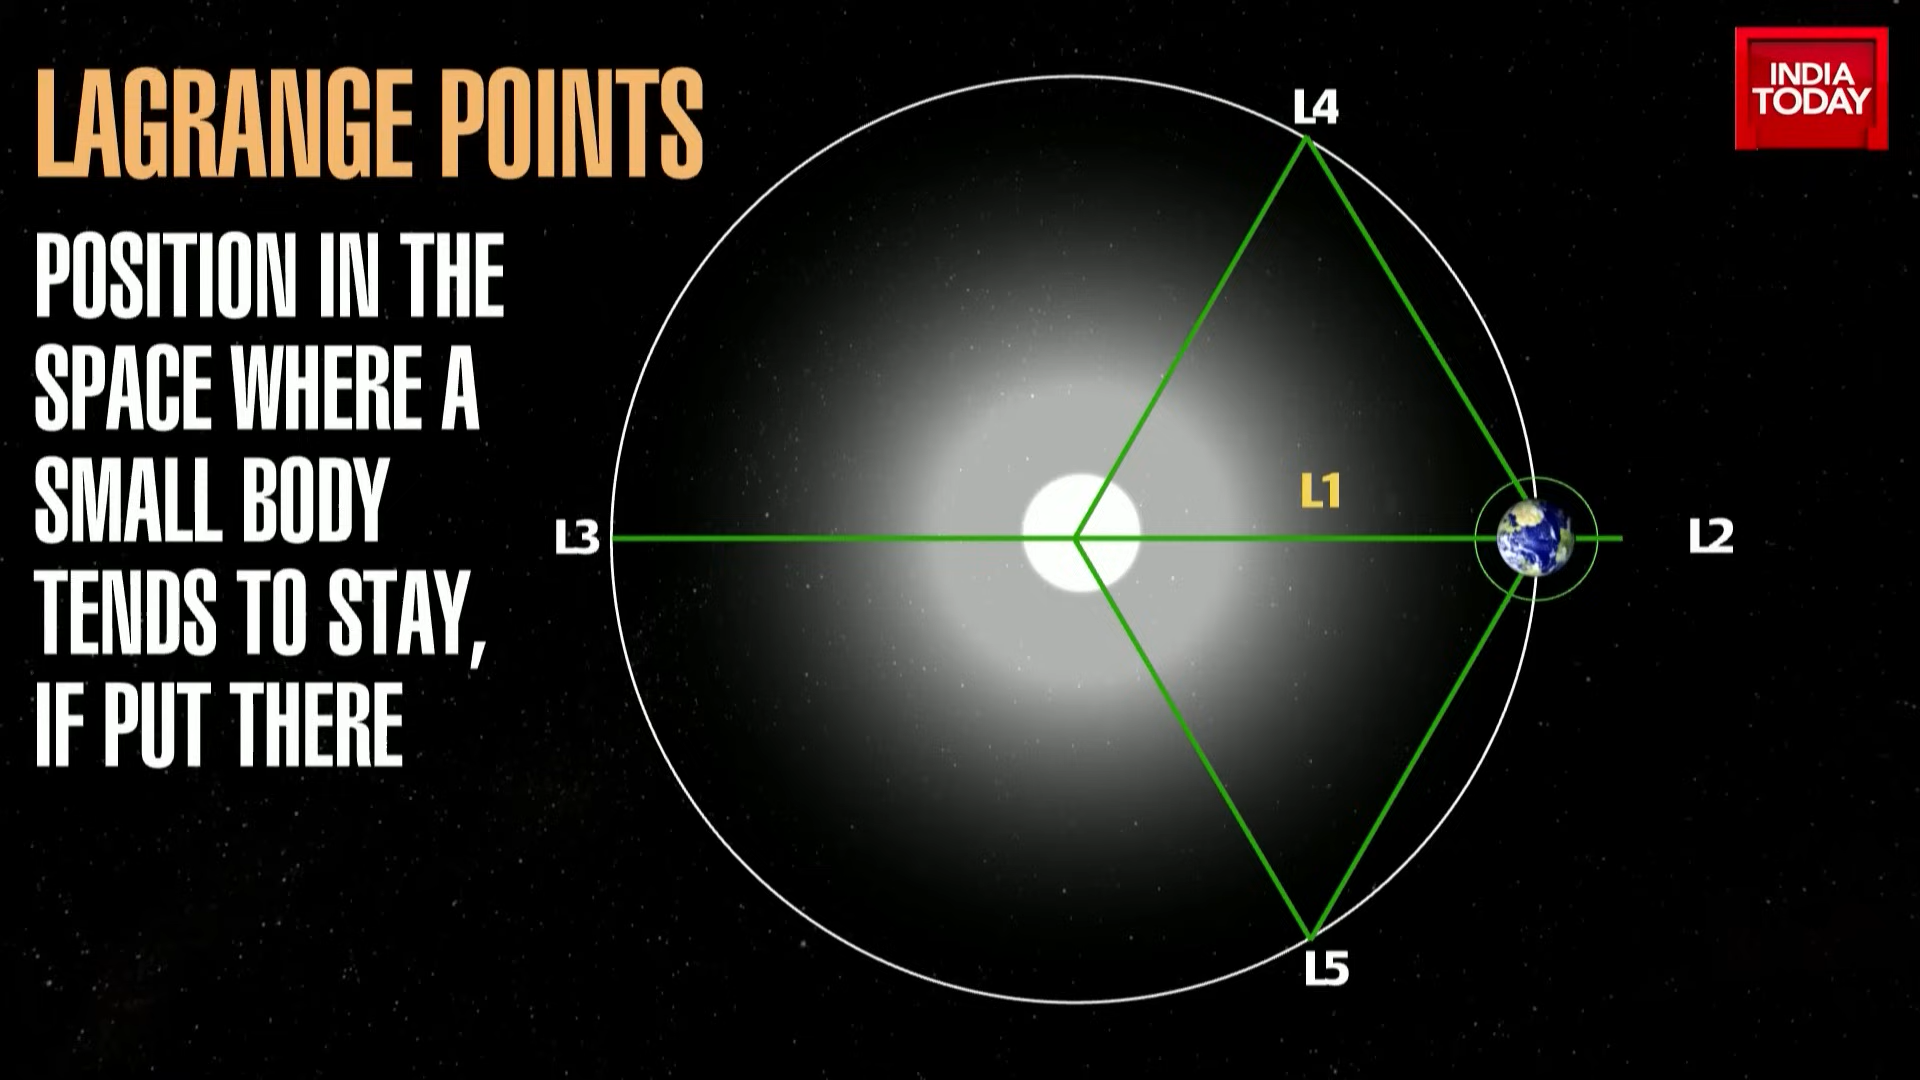 LAGRANGE POINTS
POSITION IN THE
SPACE WHERE A
SMALL BODY
TENDS TO STAY,
IF PUT THERE
L4
L1
L3
L2
L5
INDIA
TODAY